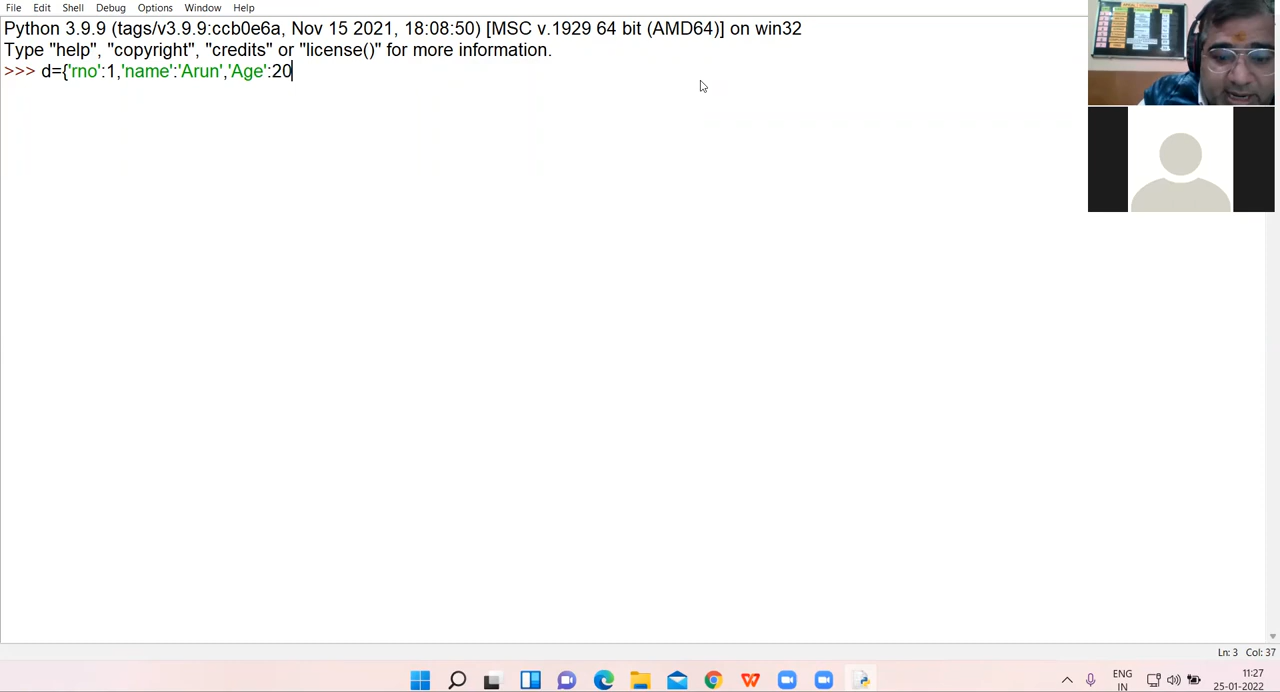 File Edit Shell Debug Options Window Help
Python 3.9.9 (tags/v3.9.9:ccb0e6a, Nov 15 2021, 18:08:50) [MSC v.1929 64 bit (AMD64)] on win32
Type "help", "copyright", "credits" or "license()" for more information.
>>> d={'rno':1,'name':'Arun','Age':20
Ln: 3 Col: 37
ENG
IN
11:27
25-01-2022